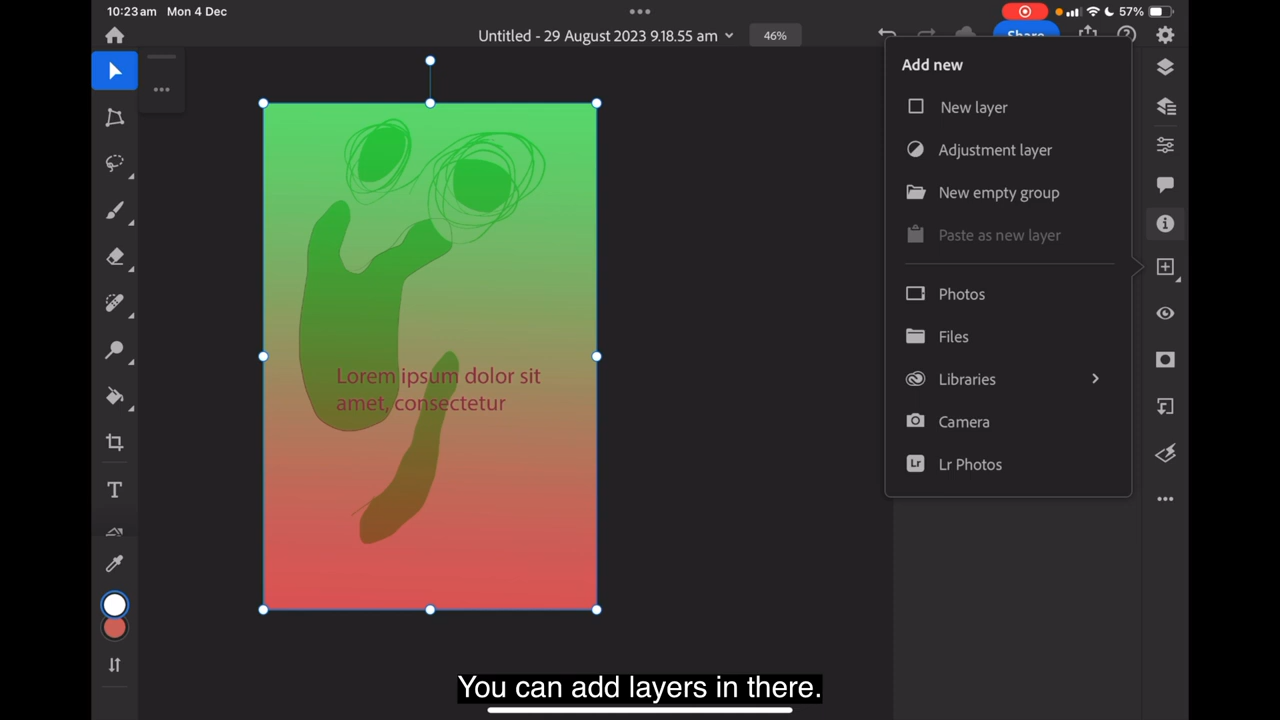 10:23 am Mon 4 Dec
57%
Untitled - 29 August 2023 9.18.55 am
46%
Share
Add new
New layer
Adjustment layer
New empty group
Paste as new layer
Photos
Files
Libraries
Camera
Lr Photos
Lorem ipsum dolor sit
amet, consectetur
T
You can add layers in there.